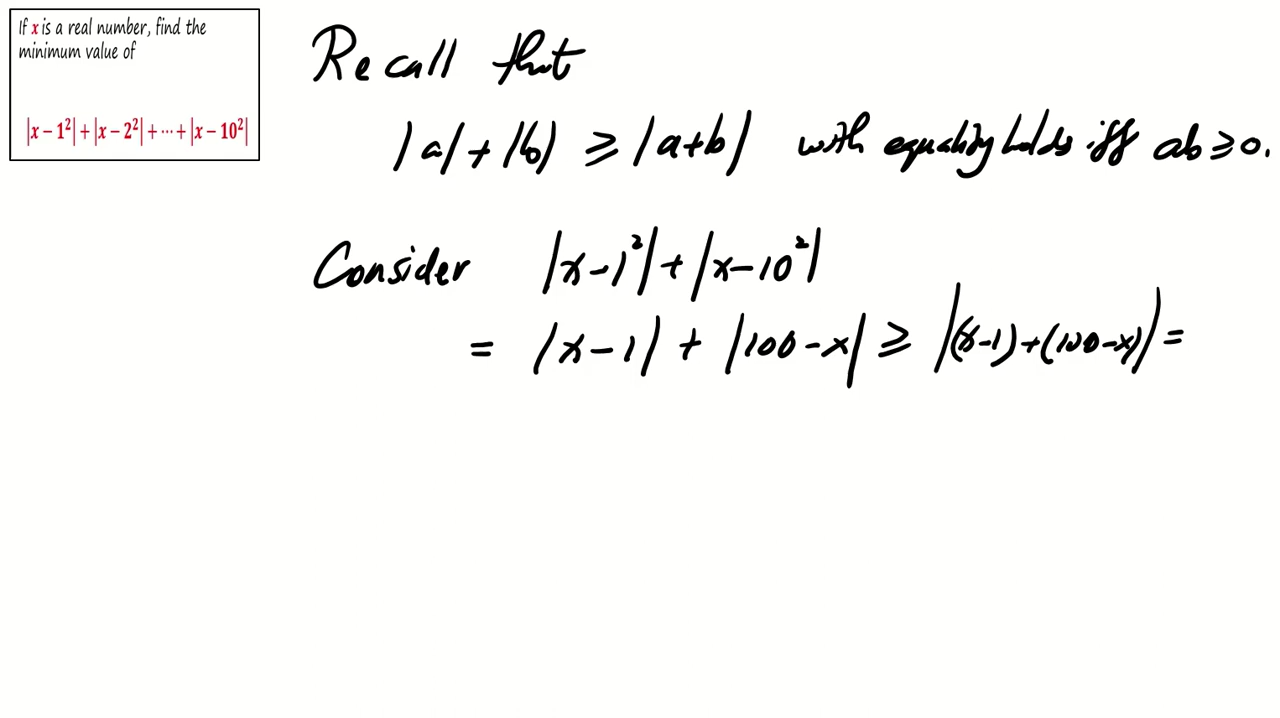 If x is a real number, find the
minimum value of
|x − 1²| + |x − 2²| + ⋯ + |x − 10²|
Recall that
|a| + |b| ⩾ |a+b| with equality holds iff ab ⩾ 0.
Consider |x−1²| + |x−10²|
= |x−1| + |100−x| ⩾ |(x−1)+(100−x)| =